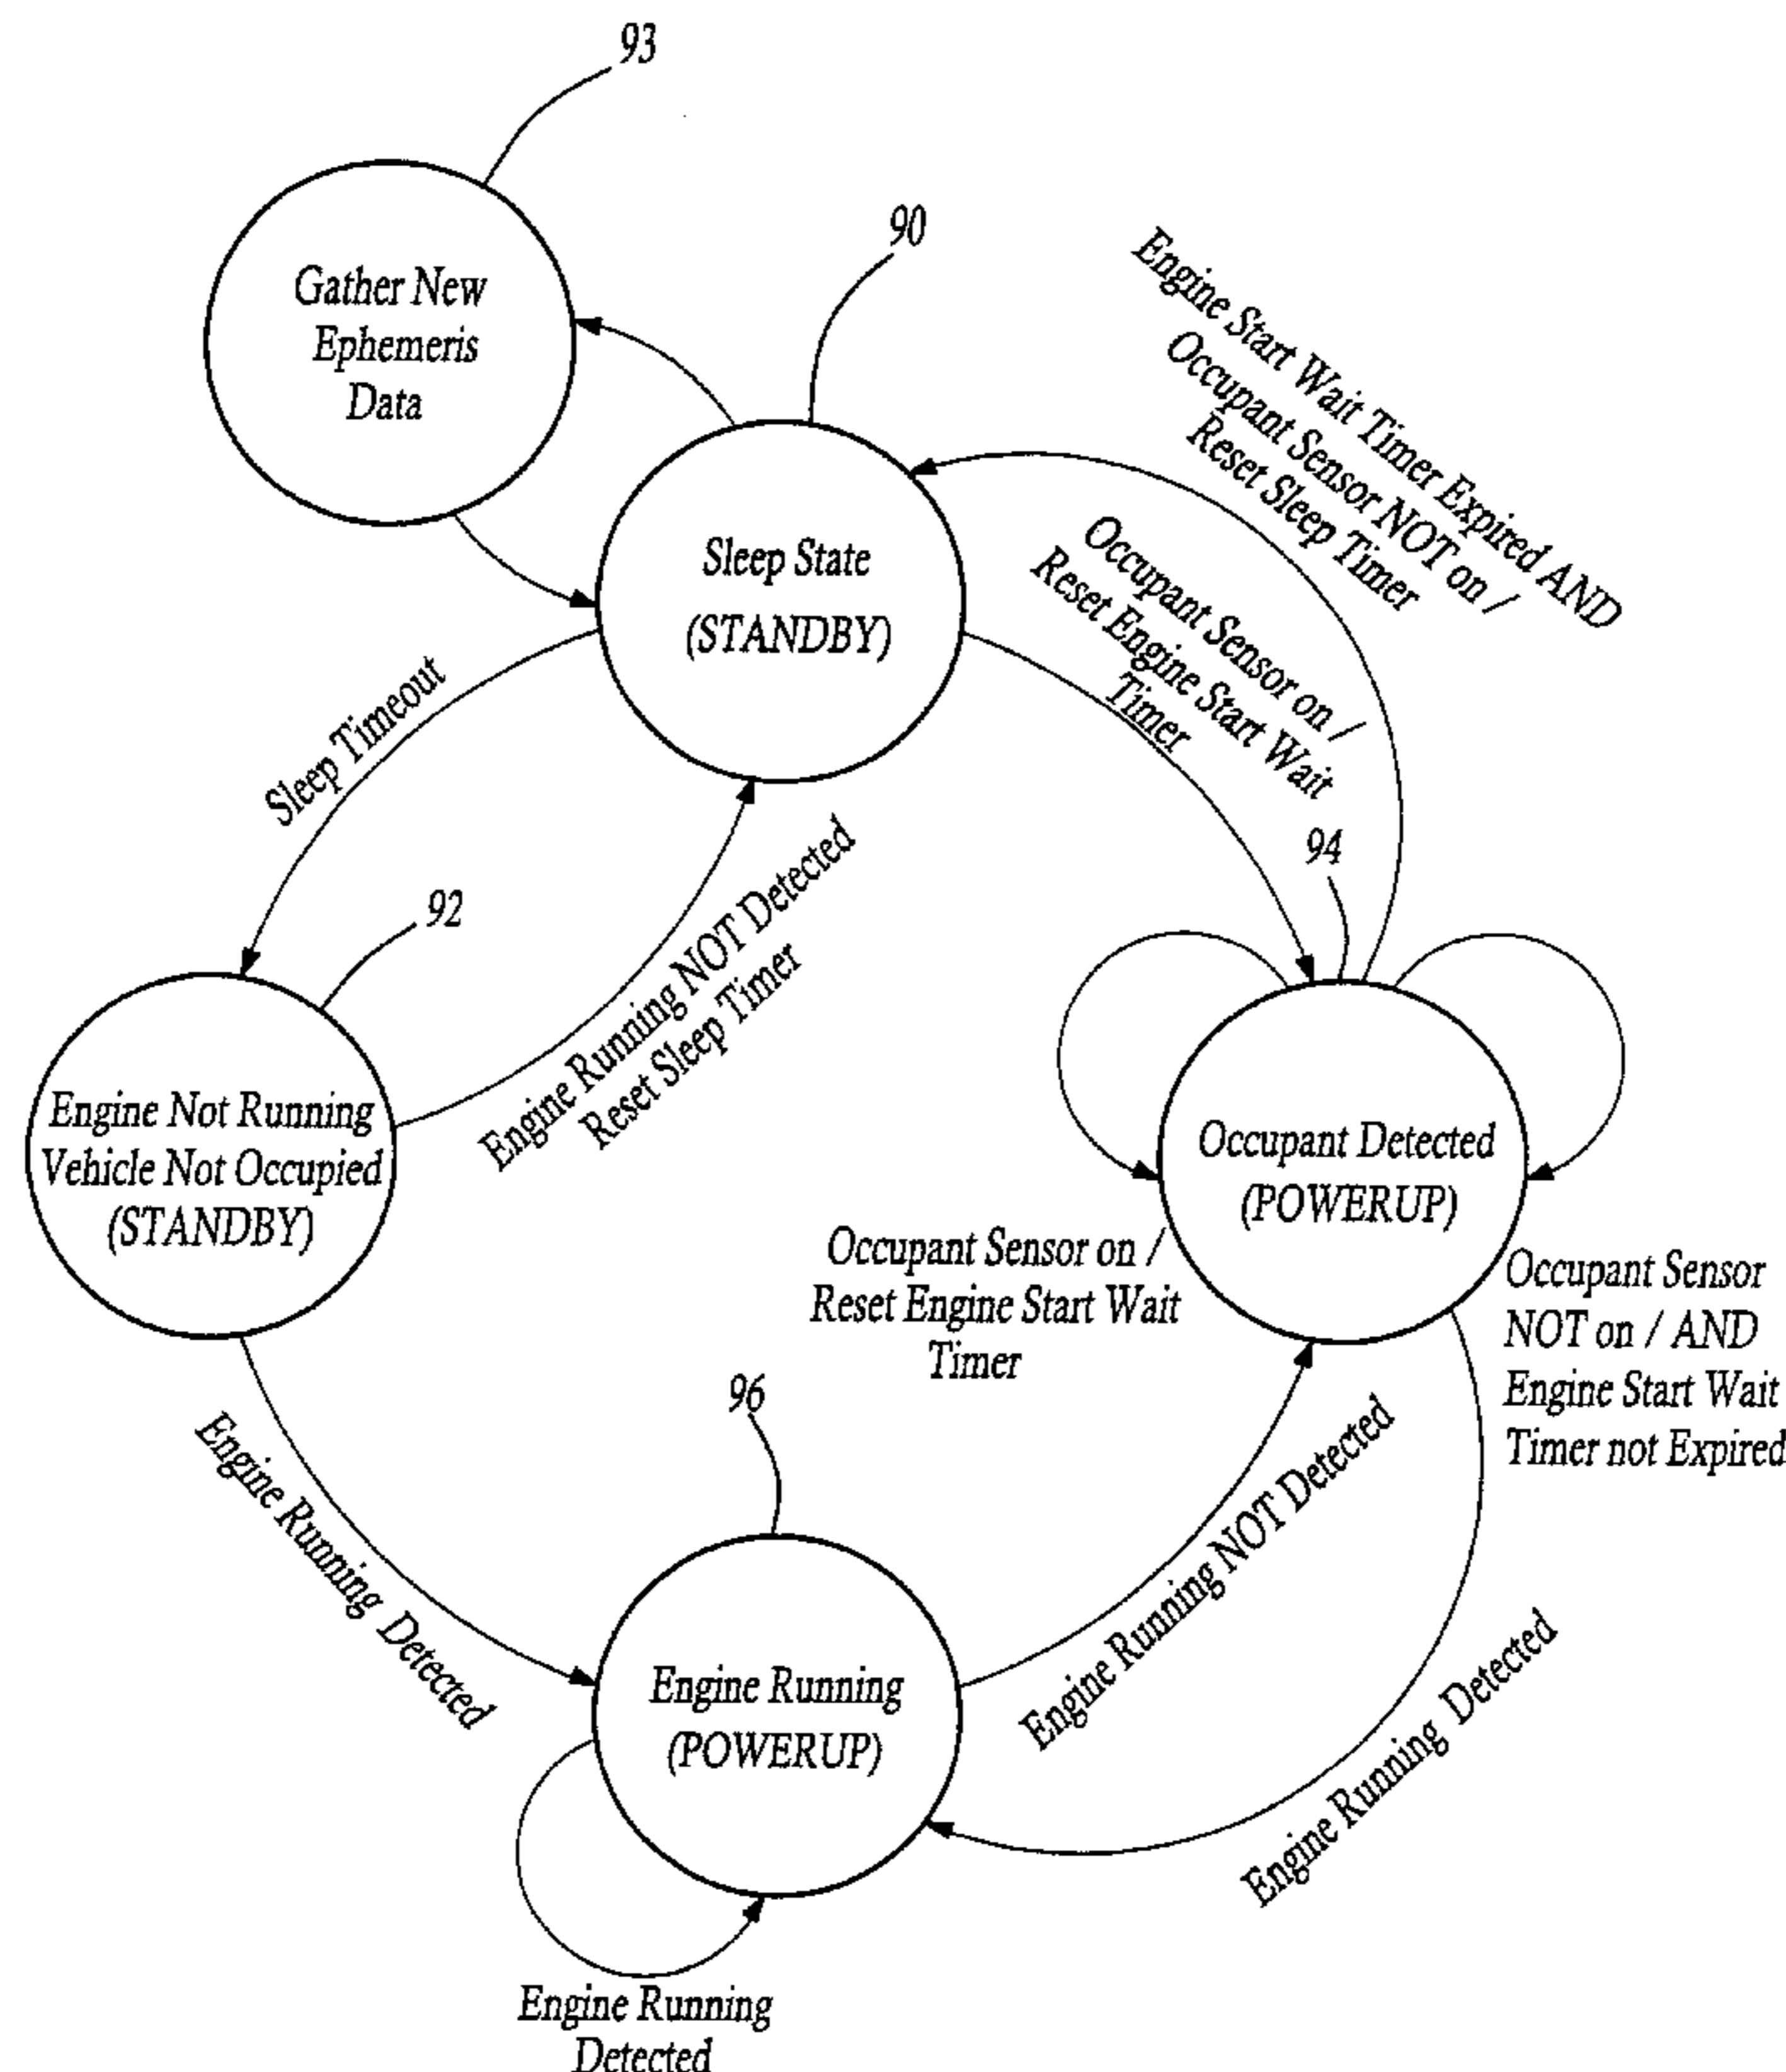 93
90
Gather New
Ephemeris
Data
Engine Start Wait Timer Expired AND
Occupant Sensor NOT on /
Reset Sleep Timer
Sleep State
(STANDBY)
Occupant Sensor on /
Reset Engine Start Wait
Timer
Sleep Timeout
94
92
Engine Running NOT Detected
Reset Sleep Timer
Engine Not Running
Vehicle Not Occupied
(STANDBY)
Occupant Detected
(POWERUP)
Occupant Sensor on /
Reset Engine Start Wait
Timer
Occupant Sensor
NOT on / AND
Engine Start Wait
Timer not Expired
96
Engine Running Detected
Engine Running NOT Detected
Engine Running
(POWERUP)
Engine Running Detected
Engine Running
Detected